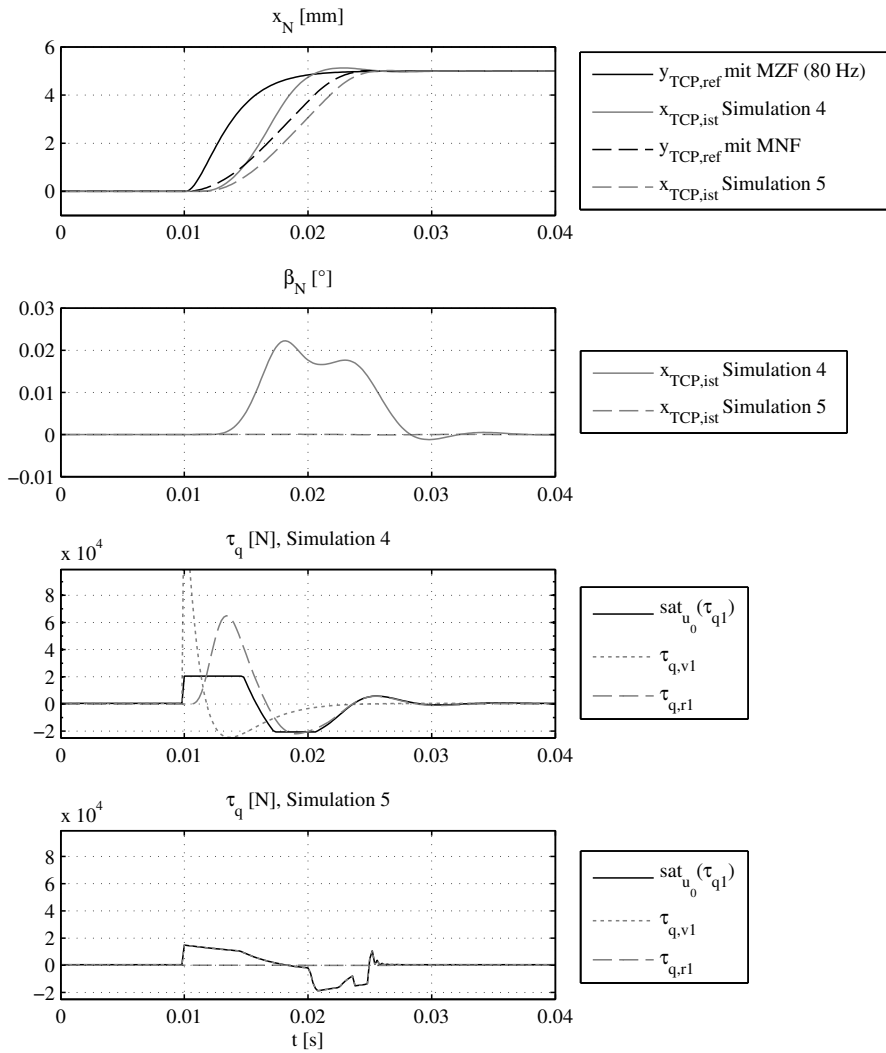 x_N [mm]
6
4
2
0
0 0.01 0.02 0.03 0.04
y_TCP,ref mit MZF (80 Hz)
x_TCP,ist Simulation 4
y_TCP,ref mit MNF
x_TCP,ist Simulation 5
β_N [°]
0.03
0.02
0.01
0
−0.01
0 0.01 0.02 0.03 0.04
x_TCP,ist Simulation 4
x_TCP,ist Simulation 5
τ_q [N], Simulation 4
x 10^4
8
6
4
2
0
−2
0 0.01 0.02 0.03 0.04
sat_u_0(τ_q1)
τ_q,v1
τ_q,r1
τ_q [N], Simulation 5
x 10^4
8
6
4
2
0
−2
0 0.01 0.02 0.03 0.04
t [s]
sat_u_0(τ_q1)
τ_q,v1
τ_q,r1